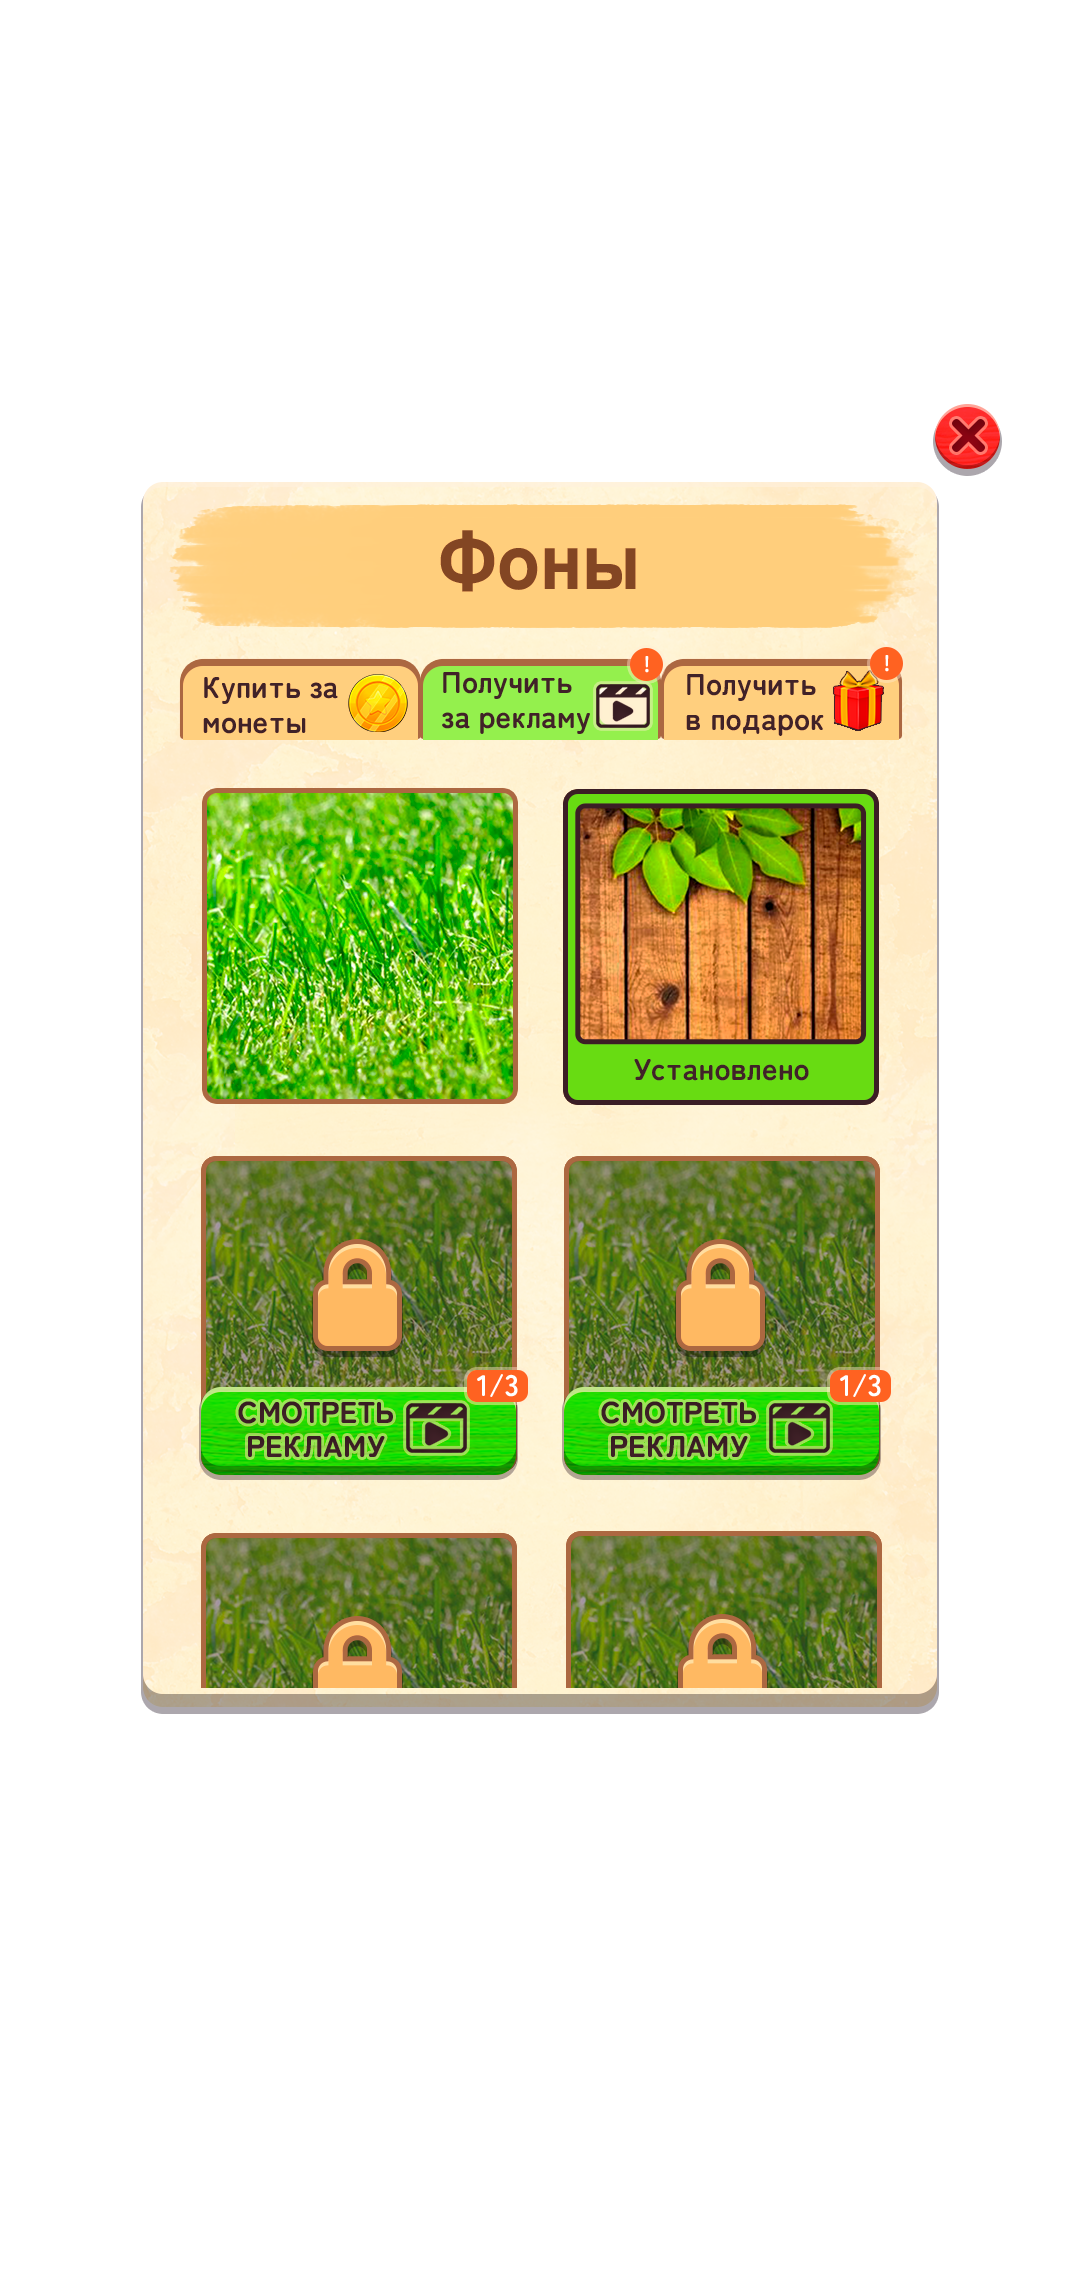 Фоны
Купить за
монеты
Получить
за рекламу
!
Получить
в подарок
!
Установлено
СМОТРЕТЬ
РЕКЛАМУ
1/3
СМОТРЕТЬ
РЕКЛАМУ
1/3